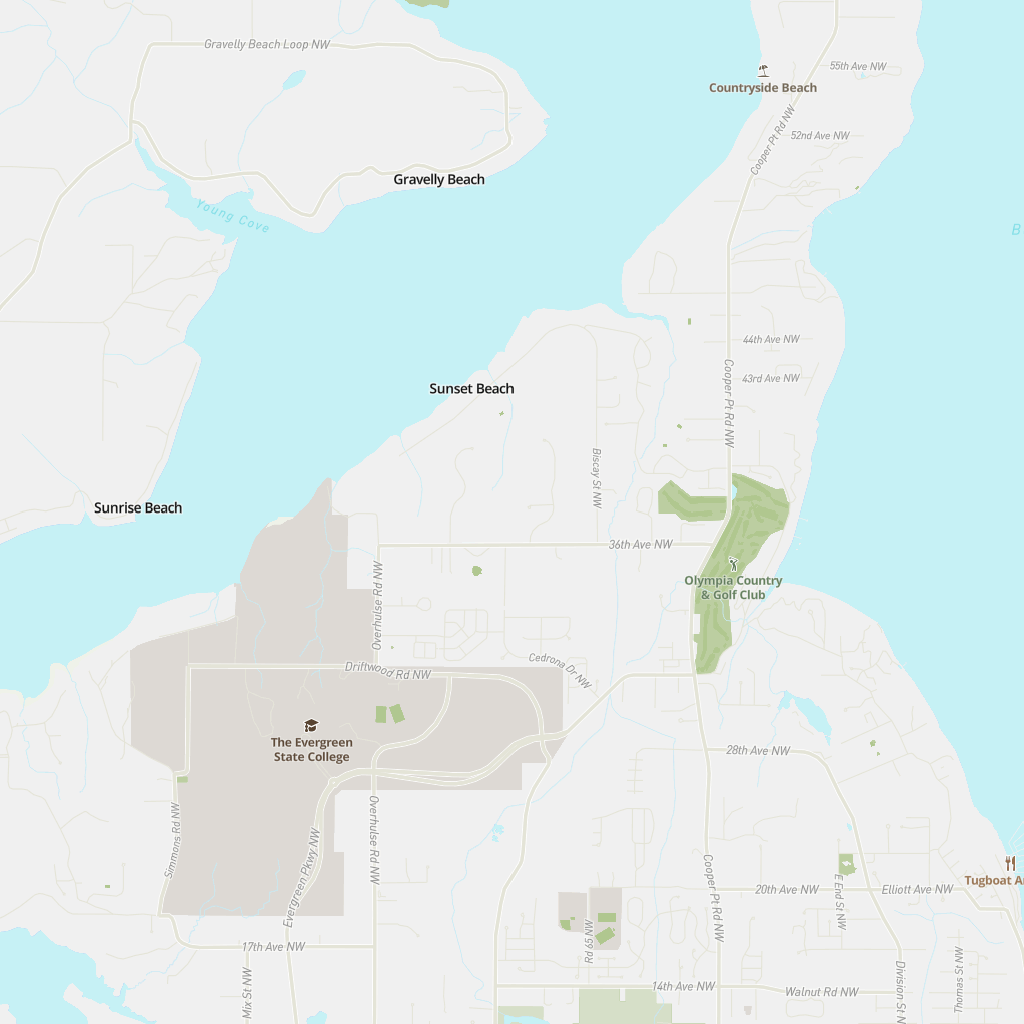 Gravelly Beach Loop NW
55th Ave NW
Countryside Beach
52nd Ave NW
Cooper Pt Rd NW
Gravelly Beach
Young Cove
B
44th Ave NW
43rd Ave NW
Cooper Pt Rd NW
Sunset Beach
Biscay St NW
Sunrise Beach
36th Ave NW
Olympia Country
& Golf Club
Overhulse Rd NW
Cedrona Dr NW
Driftwood Rd NW
The Evergreen
State College
28th Ave NW
Simmons Rd NW
Overhulse Rd NW
Evergreen Pkwy NW
Cooper Pt Rd NW
Tugboat An
20th Ave NW
E End St NW
Elliott Ave NW
Rd 65 NW
17th Ave NW
Mix St NW
14th Ave NW
Walnut Rd NW
Division St N
Thomas St NW